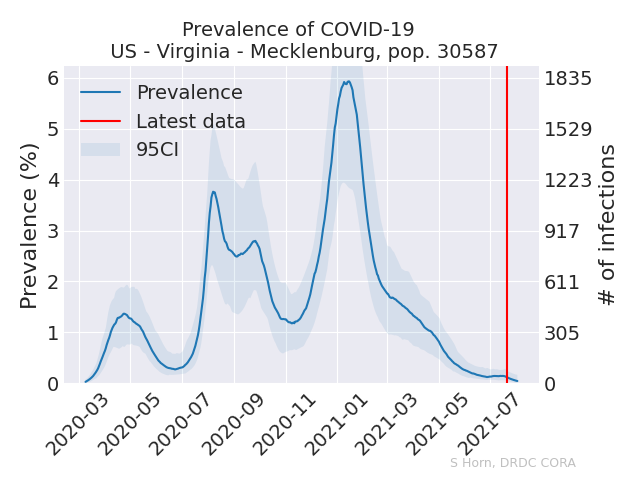 Prevalence of COVID-19
US - Virginia - Mecklenburg, pop. 30587
Prevalence
Latest data
95CI
Prevalence (%)
6
5
4
3
2
1
0
1835
1529
1223
917
611
305
0
# of infections
2020-03
2020-05
2020-07
2020-09
2020-11
2021-01
2021-03
2021-05
2021-07
S Horn, DRDC CORA